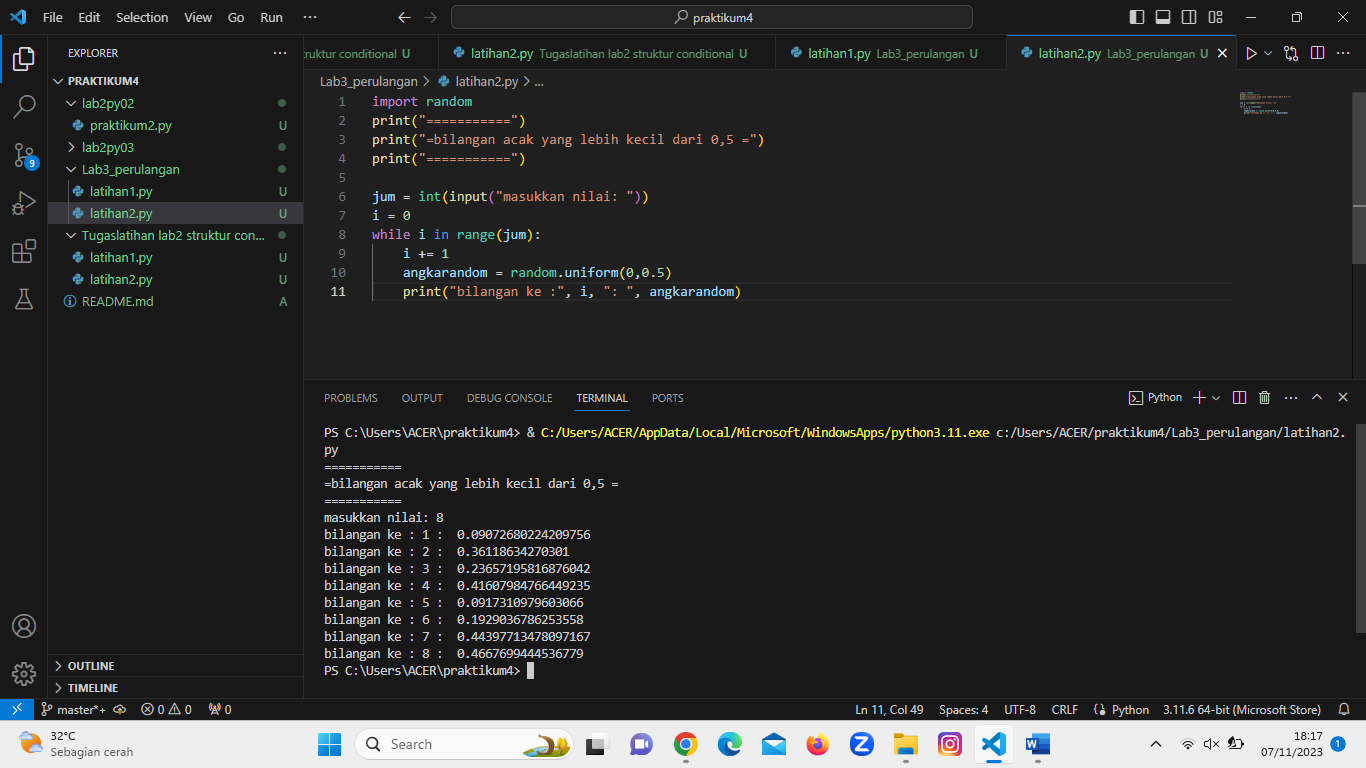 File Edit Selection View Go Run ··· praktikum4
EXPLORER ···
PRAKTIKUM4
lab2py02
praktikum2.py U
lab2py03
Lab3_perulangan
latihan1.py U
latihan2.py U
Tugaslatihan lab2 struktur con...
latihan1.py U
latihan2.py U
README.md A
OUTLINE
TIMELINE
ruktur conditional U latihan2.py Tugaslatihan lab2 struktur conditional U latihan1.py Lab3_perulangan U latihan2.py Lab3_perulangan U
Lab3_perulangan > latihan2.py > ...
1 import random
2 print("===========")
3 print("=bilangan acak yang lebih kecil dari 0,5 =")
4 print("===========")
5
6 jum = int(input("masukkan nilai: "))
7 i = 0
8 while i in range(jum):
9 i += 1
10 angkarandom = random.uniform(0,0.5)
11 print("bilangan ke :", i, ": ", angkarandom)
PROBLEMS OUTPUT DEBUG CONSOLE TERMINAL PORTS Python
PS C:\Users\ACER\praktikum4> & C:/Users/ACER/AppData/Local/Microsoft/WindowsApps/python3.11.exe c:/Users/ACER/praktikum4/Lab3_perulangan/latihan2.
py
===========
=bilangan acak yang lebih kecil dari 0,5 =
===========
masukkan nilai: 8
bilangan ke : 1 : 0.09072680224209756
bilangan ke : 2 : 0.36118634270301
bilangan ke : 3 : 0.23657195816876042
bilangan ke : 4 : 0.41607984766449235
bilangan ke : 5 : 0.0917310979603066
bilangan ke : 6 : 0.1929036786253558
bilangan ke : 7 : 0.44397713478097167
bilangan ke : 8 : 0.4667699444536779
PS C:\Users\ACER\praktikum4>
9
master*+ 0 0 0 Ln 11, Col 49 Spaces: 4 UTF-8 CRLF Python 3.11.6 64-bit (Microsoft Store)
32°C
Sebagian cerah
Search
18:17
07/11/2023
1